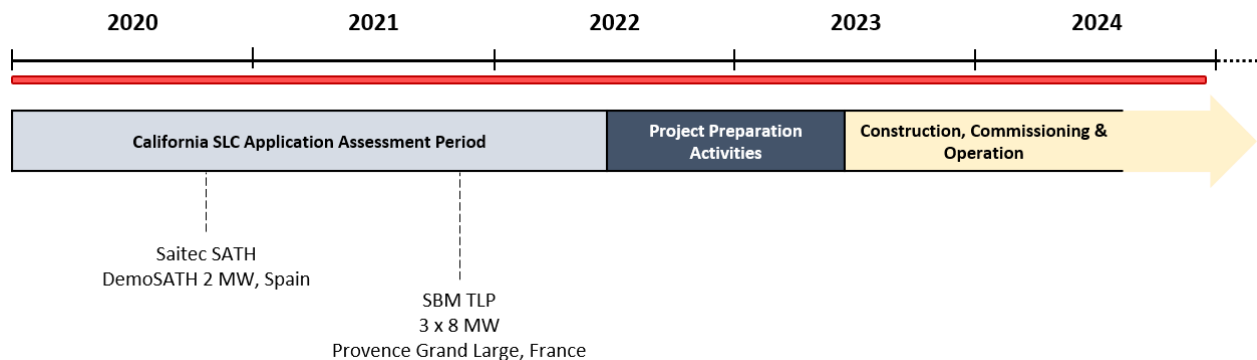 2020
2021
2022
2023
2024
California SLC Application Assessment Period
Project Preparation
Activities
Construction, Commissioning &
Operation
Saitec SATH
DemoSATH 2 MW, Spain
SBM TLP
3 x 8 MW
Provence Grand Large, France